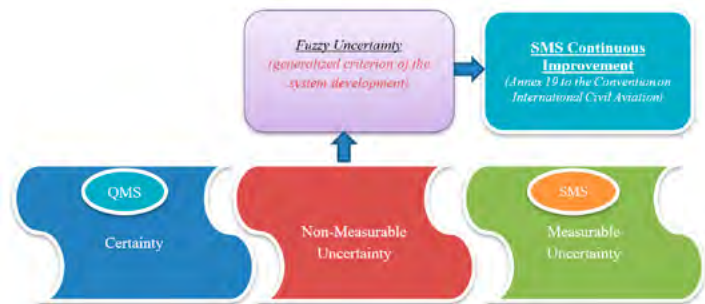 Fuzzy Uncertainty
(generalized criterion of the
system development)
SMS Continuous
Improvement
(Annex 19 to the Convention on
International Civil Aviation)
QMS
Certainty
Non-Measurable
Uncertainty
SMS
Measurable
Uncertainty